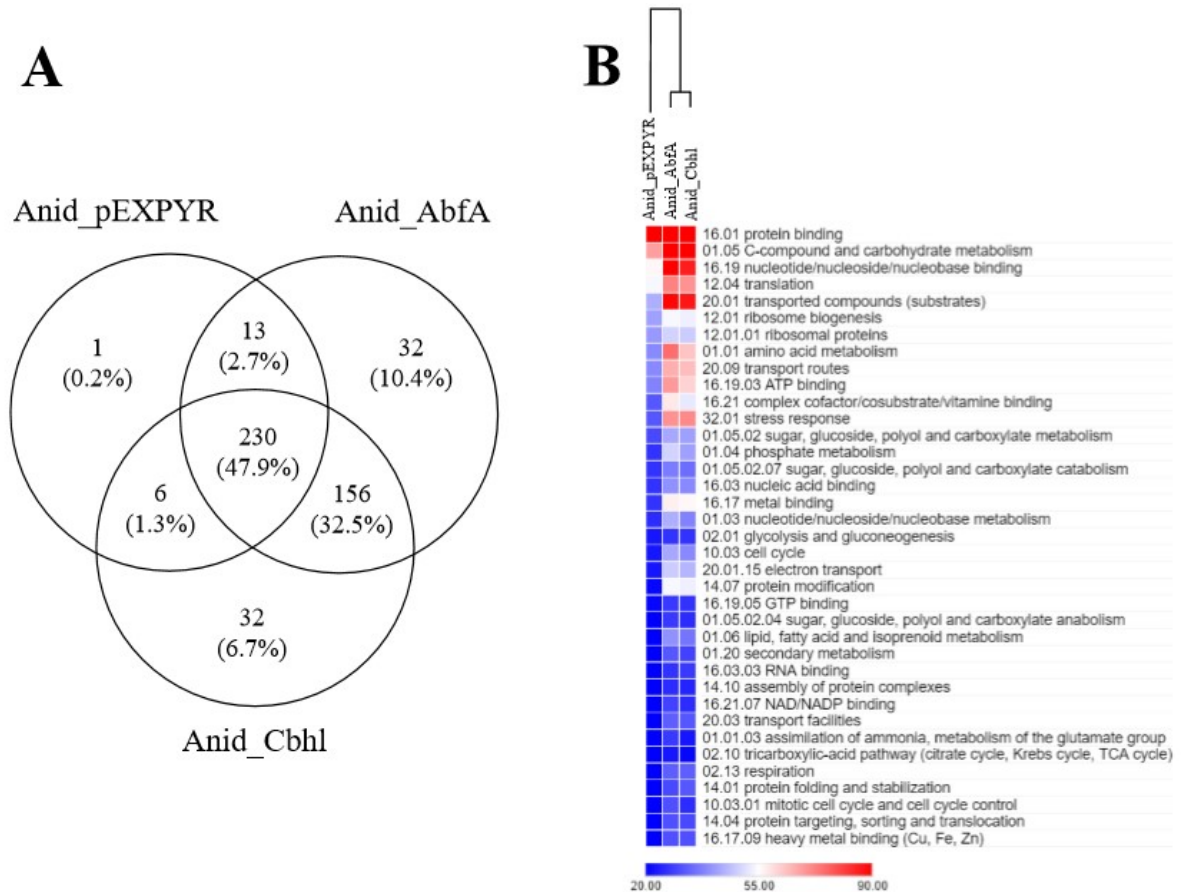 A
Anid_pEXPYR
Anid_AbfA
1
(0.2%)
13
(2.7%)
32
(10.4%)
230
(47.9%)
6
(1.3%)
156
(32.5%)
32
(6.7%)
Anid_Cbhl
B
Anid_pEXPYR
Anid_AbfA
Anid_Cbhl
16.01 protein binding
01.05 C-compound and carbohydrate metabolism
16.19 nucleotide/nucleoside/nucleobase binding
12.04 translation
20.01 transported compounds (substrates)
12.01 ribosome biogenesis
12.01.01 ribosomal proteins
01.01 amino acid metabolism
20.09 transport routes
16.19.03 ATP binding
16.21 complex cofactor/cosubstrate/vitamine binding
32.01 stress response
01.05.02 sugar, glucoside, polyol and carboxylate metabolism
01.04 phosphate metabolism
01.05.02.07 sugar, glucoside, polyol and carboxylate catabolism
16.03 nucleic acid binding
16.17 metal binding
01.03 nucleotide/nucleoside/nucleobase metabolism
02.01 glycolysis and gluconeogenesis
10.03 cell cycle
20.01.15 electron transport
14.07 protein modification
16.19.05 GTP binding
01.05.02.04 sugar, glucoside, polyol and carboxylate anabolism
01.06 lipid, fatty acid and isoprenoid metabolism
01.20 secondary metabolism
16.03.03 RNA binding
14.10 assembly of protein complexes
16.21.07 NAD/NADP binding
20.03 transport facilities
01.01.03 assimilation of ammonia, metabolism of the glutamate group
02.10 tricarboxylic-acid pathway (citrate cycle, Krebs cycle, TCA cycle)
02.13 respiration
14.01 protein folding and stabilization
10.03.01 mitotic cell cycle and cell cycle control
14.04 protein targeting, sorting and translocation
16.17.09 heavy metal binding (Cu, Fe, Zn)
20.00 55.00 90.00